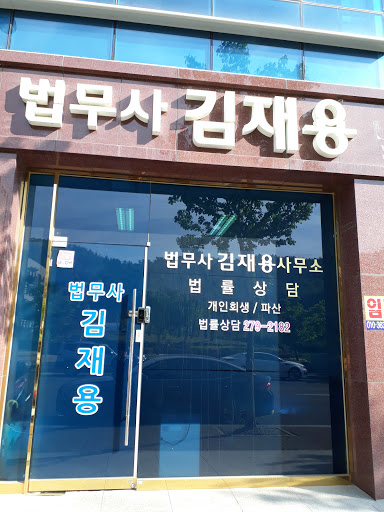 법무사 김재용
법무사 김재용사무소
법률상담
개인회생 / 파산
법률상담 279-2182
법무사
김재용
임